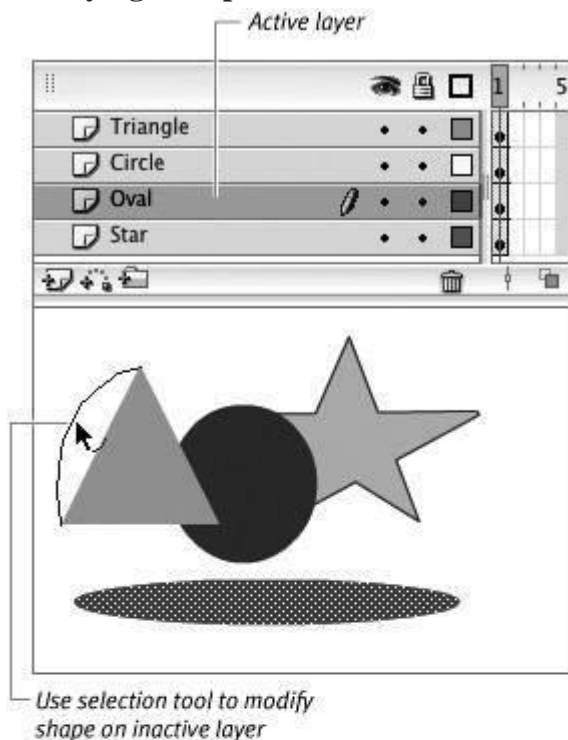 Active layer
1 5
Triangle
Circle
Oval
Star
Use selection tool to modify
shape on inactive layer